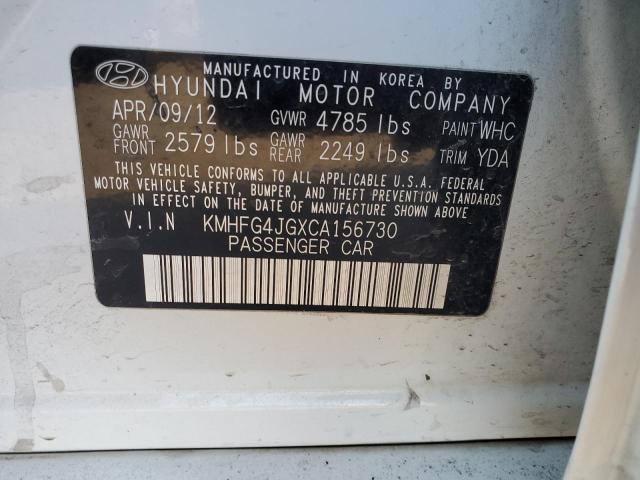 MANUFACTURED IN KOREA BY
HYUNDAI MOTOR COMPANY
APR/09/12 GVWR 4785 lbs PAINT WHC
GAWR FRONT 2579 lbs GAWR REAR 2249 lbs TRIM YDA
THIS VEHICLE CONFORMS TO ALL APPLICABLE U.S.A. FEDERAL
MOTOR VEHICLE SAFETY, BUMPER, AND THEFT PREVENTION
STANDARDS IN EFFECT ON THE DATE OF MANUFACTURE SHOWN ABOVE
V.I.N KMHFG4JGXCA156730
PASSENGER CAR